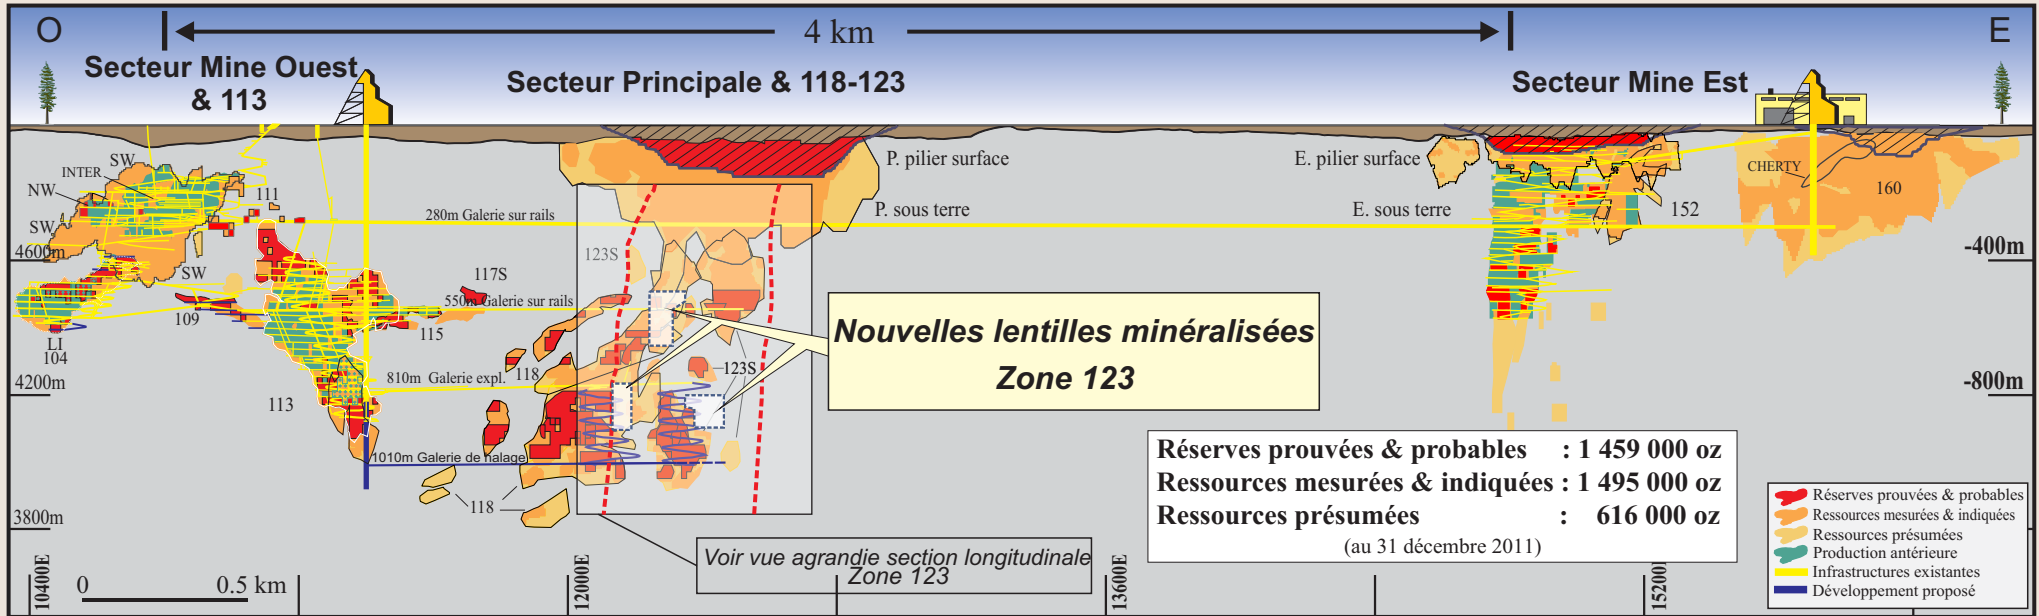 O
4 km
E
Secteur Mine Ouest
& 113
Secteur Principale & 118-123
Secteur Mine Est
SW
INTER
NW
SW
111
P. pilier surface
P. sous terre
E. pilier surface
E. sous terre
CHERTY
160
152
280m Galerie sur rails
4600m
-400m
SW
123S
117S
550m Galerie sur rails
109
115
LI
104
Nouvelles lentilles minéralisées
Zone 123
118
123S
810m Galerie expl.
4200m
-800m
113
1010m Galerie de halage
118
3800m
Réserves prouvées & probables : 1 459 000 oz
Ressources mesurées & indiquées : 1 495 000 oz
Ressources présumées : 616 000 oz
(au 31 décembre 2011)
Voir vue agrandie section longitudinale
Zone 123
Réserves prouvées & probables
Ressources mesurées & indiquées
Ressources présumées
Production antérieure
Infrastructures existantes
Développement proposé
0 0.5 km
10400E
12000E
13600E
15200E